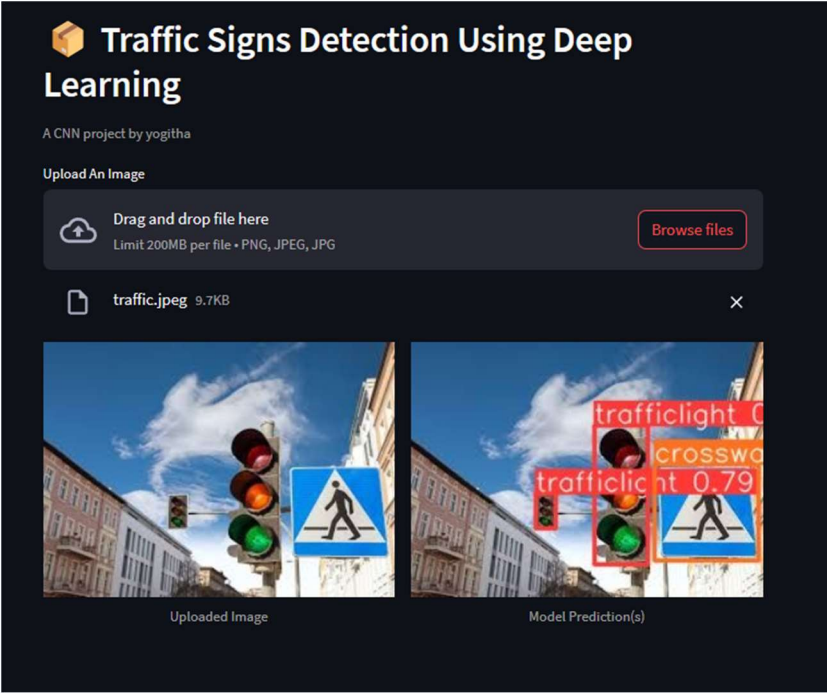 Traffic Signs Detection Using Deep
Learning
A CNN project by yogitha
Upload An Image
Drag and drop file here
Limit 200MB per file • PNG, JPEG, JPG
Browse files
traffic.jpeg 9.7KB
trafficlight 0
crosswa
trafficlight 0.79
Uploaded Image
Model Prediction(s)